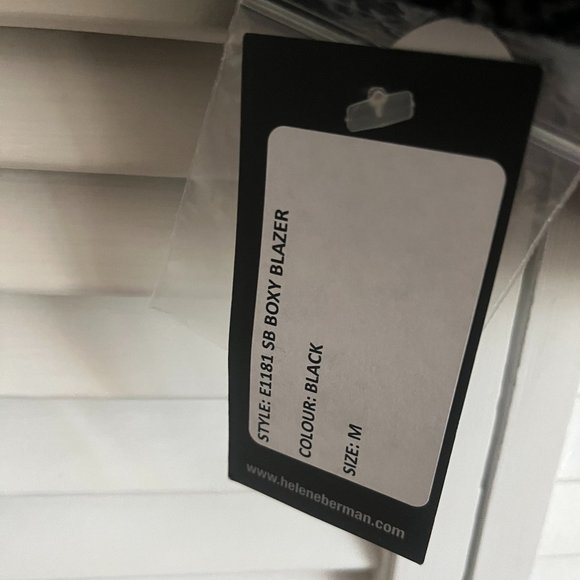 STYLE: E1181 SB BOXY BLAZER
COLOUR: BLACK
SIZE: M
www.heleneberman.com